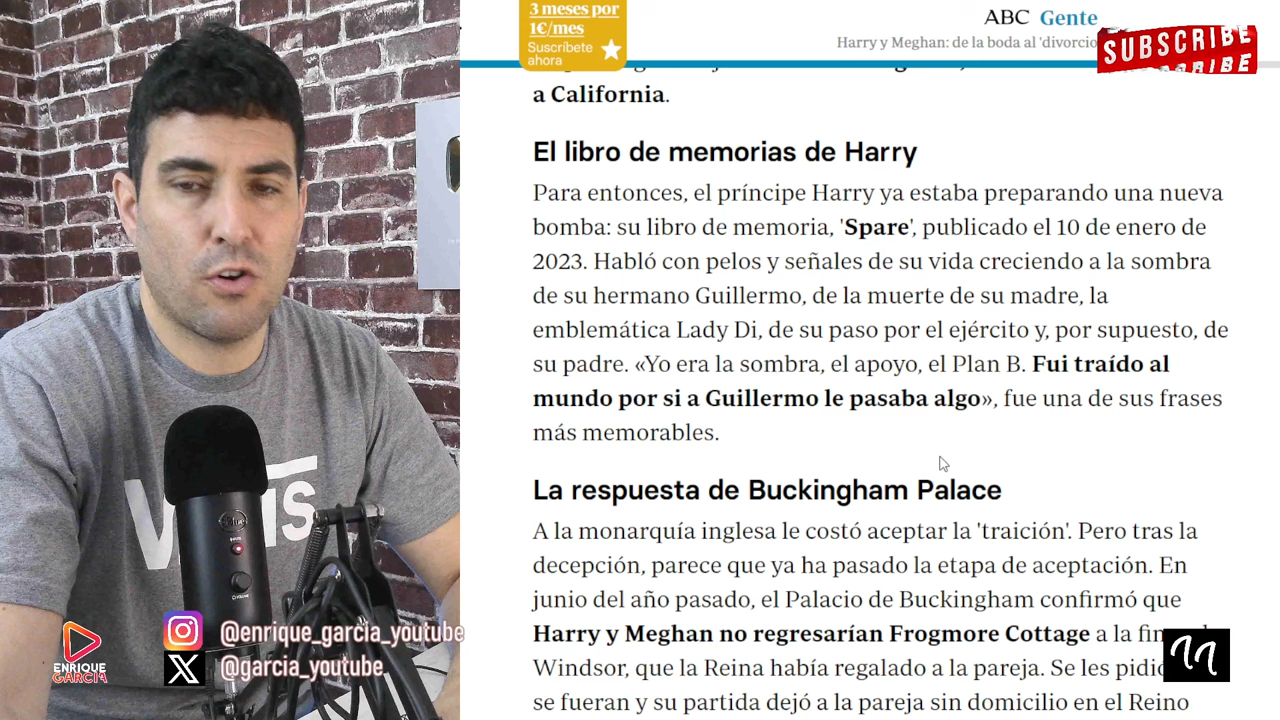 3 meses por
1€/mes
Suscríbete
ahora
ABC Gente
Harry y Meghan: de la boda al 'divorcio
SUBSCRIBE
a California.
El libro de memorias de Harry
Para entonces, el príncipe Harry ya estaba preparando una nueva
bomba: su libro de memoria, 'Spare', publicado el 10 de enero de
2023. Habló con pelos y señales de su vida creciendo a la sombra
de su hermano Guillermo, de la muerte de su madre, la
emblemática Lady Di, de su paso por el ejército y, por supuesto, de
su padre. «Yo era la sombra, el apoyo, el Plan B. Fui traído al
mundo por si a Guillermo le pasaba algo», fue una de sus frases
más memorables.
La respuesta de Buckingham Palace
A la monarquía inglesa le costó aceptar la 'traición'. Pero tras la
decepción, parece que ya ha pasado la etapa de aceptación. En
junio del año pasado, el Palacio de Buckingham confirmó que
Harry y Meghan no regresarían Frogmore Cottage a la
Windsor, que la Reina había regalado a la pareja. Se les
se fueran y su partida dejó a la pareja sin domicilio en el Reino
Blue
@enrique_garcia_youtube
@garcia_youtube
ENRIQUE
GARCIA